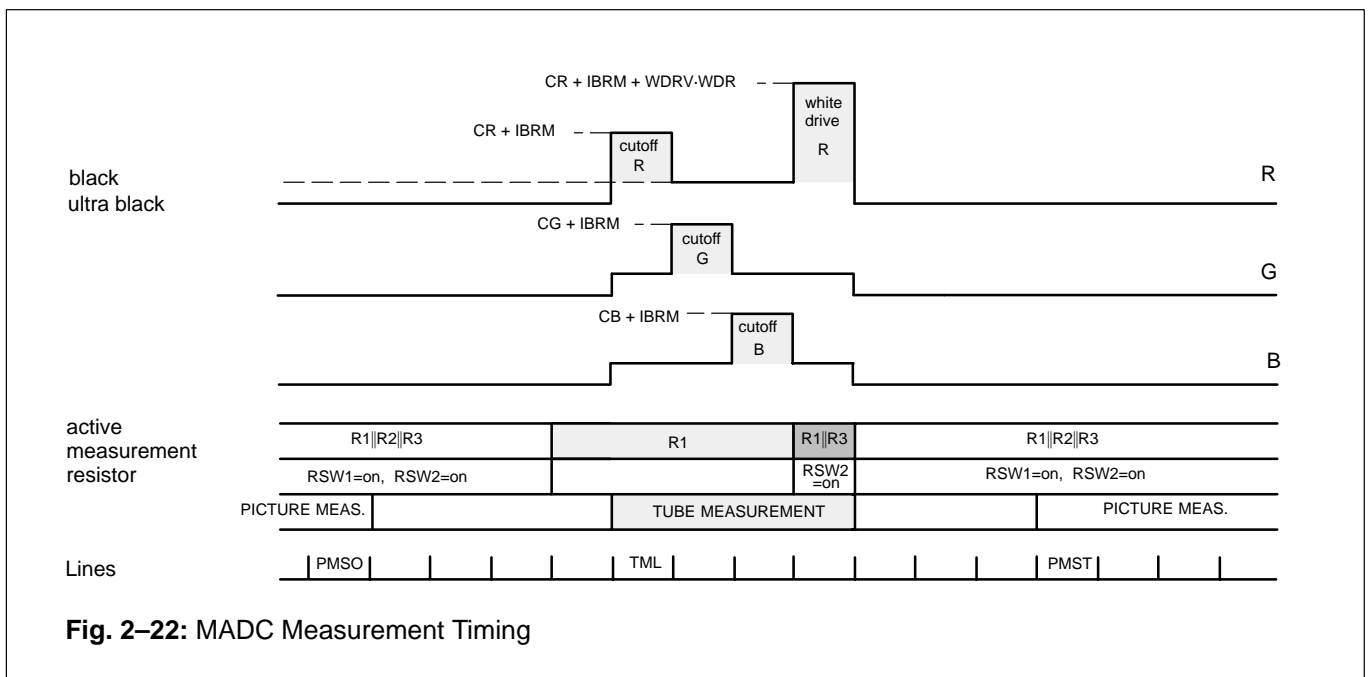 CR + IBRM + WDRV·WDR
white
drive
R
CR + IBRM
cutoff
R
black
R
ultra black
CG + IBRM
cutoff
G
G
CB + IBRM
cutoff
B
B
active
measurement
resistor
R1||R2||R3
R1
R1||R3
R1||R2||R3
RSW1=on, RSW2=on
RSW2
=on
RSW1=on, RSW2=on
PICTURE MEAS.
TUBE MEASUREMENT
PICTURE MEAS.
Lines
PMSO
TML
PMST
Fig. 2–22: MADC Measurement Timing